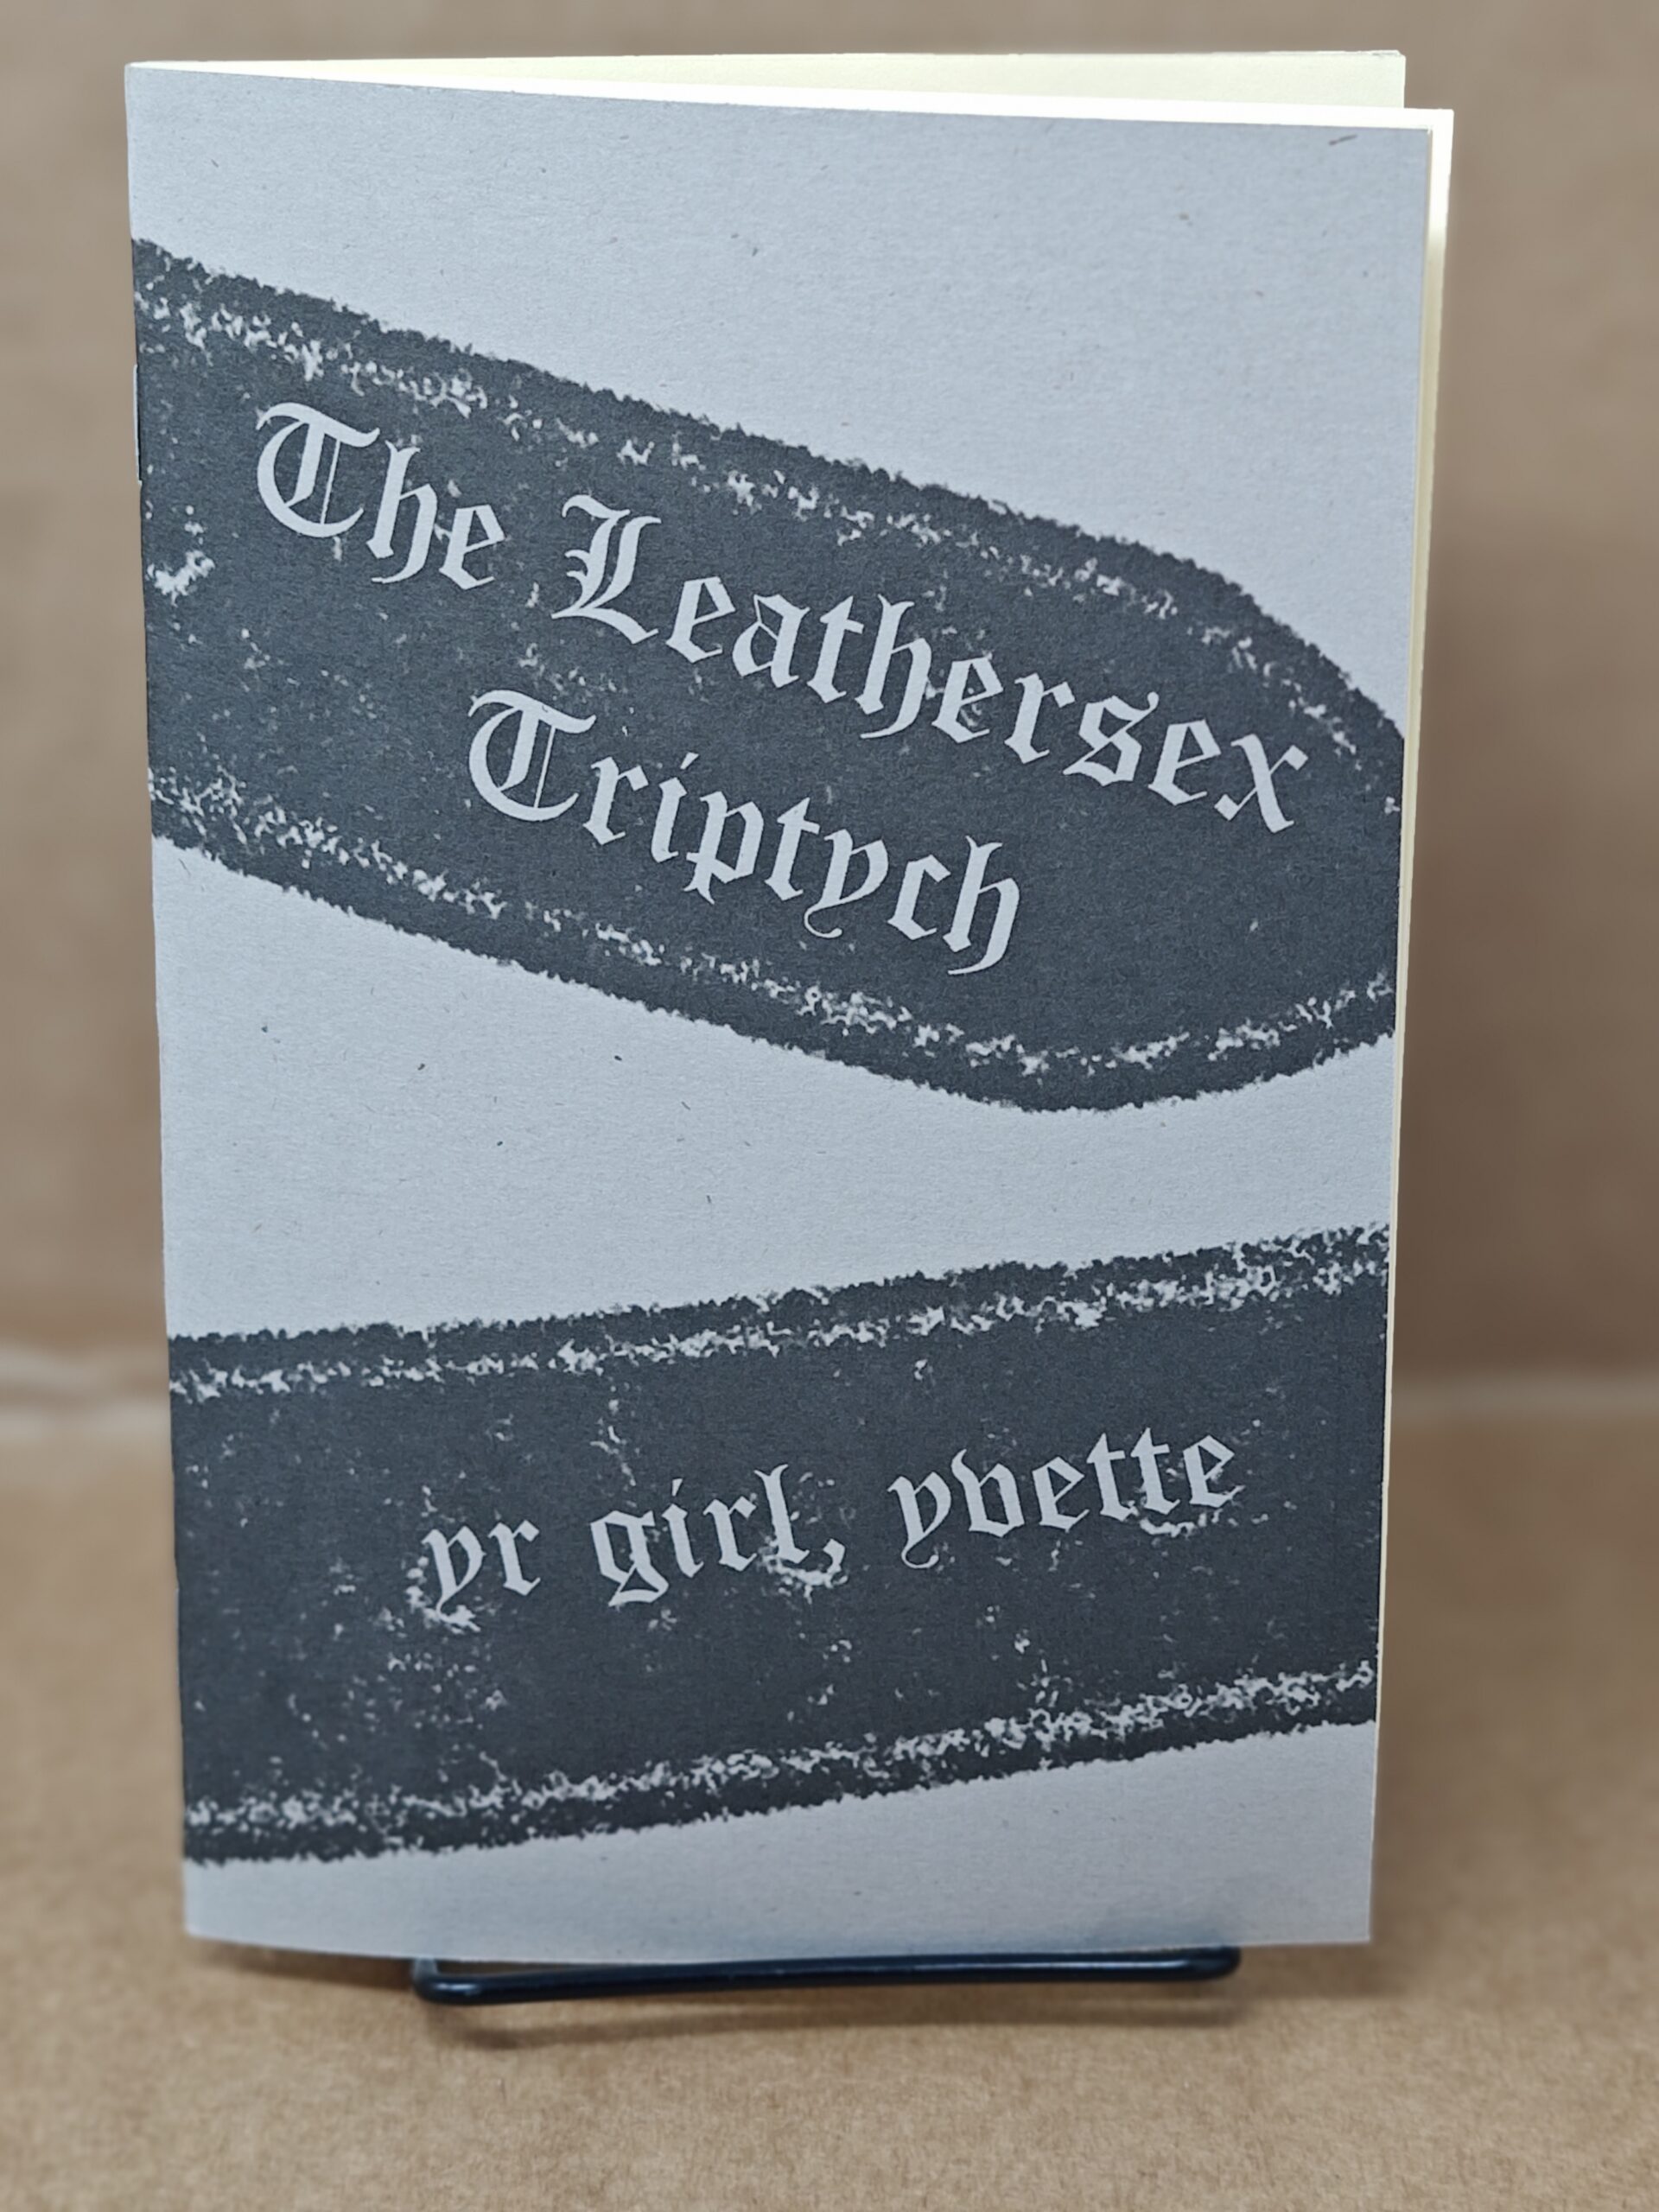 The Leathersex
Triptych
yr girl, yvette